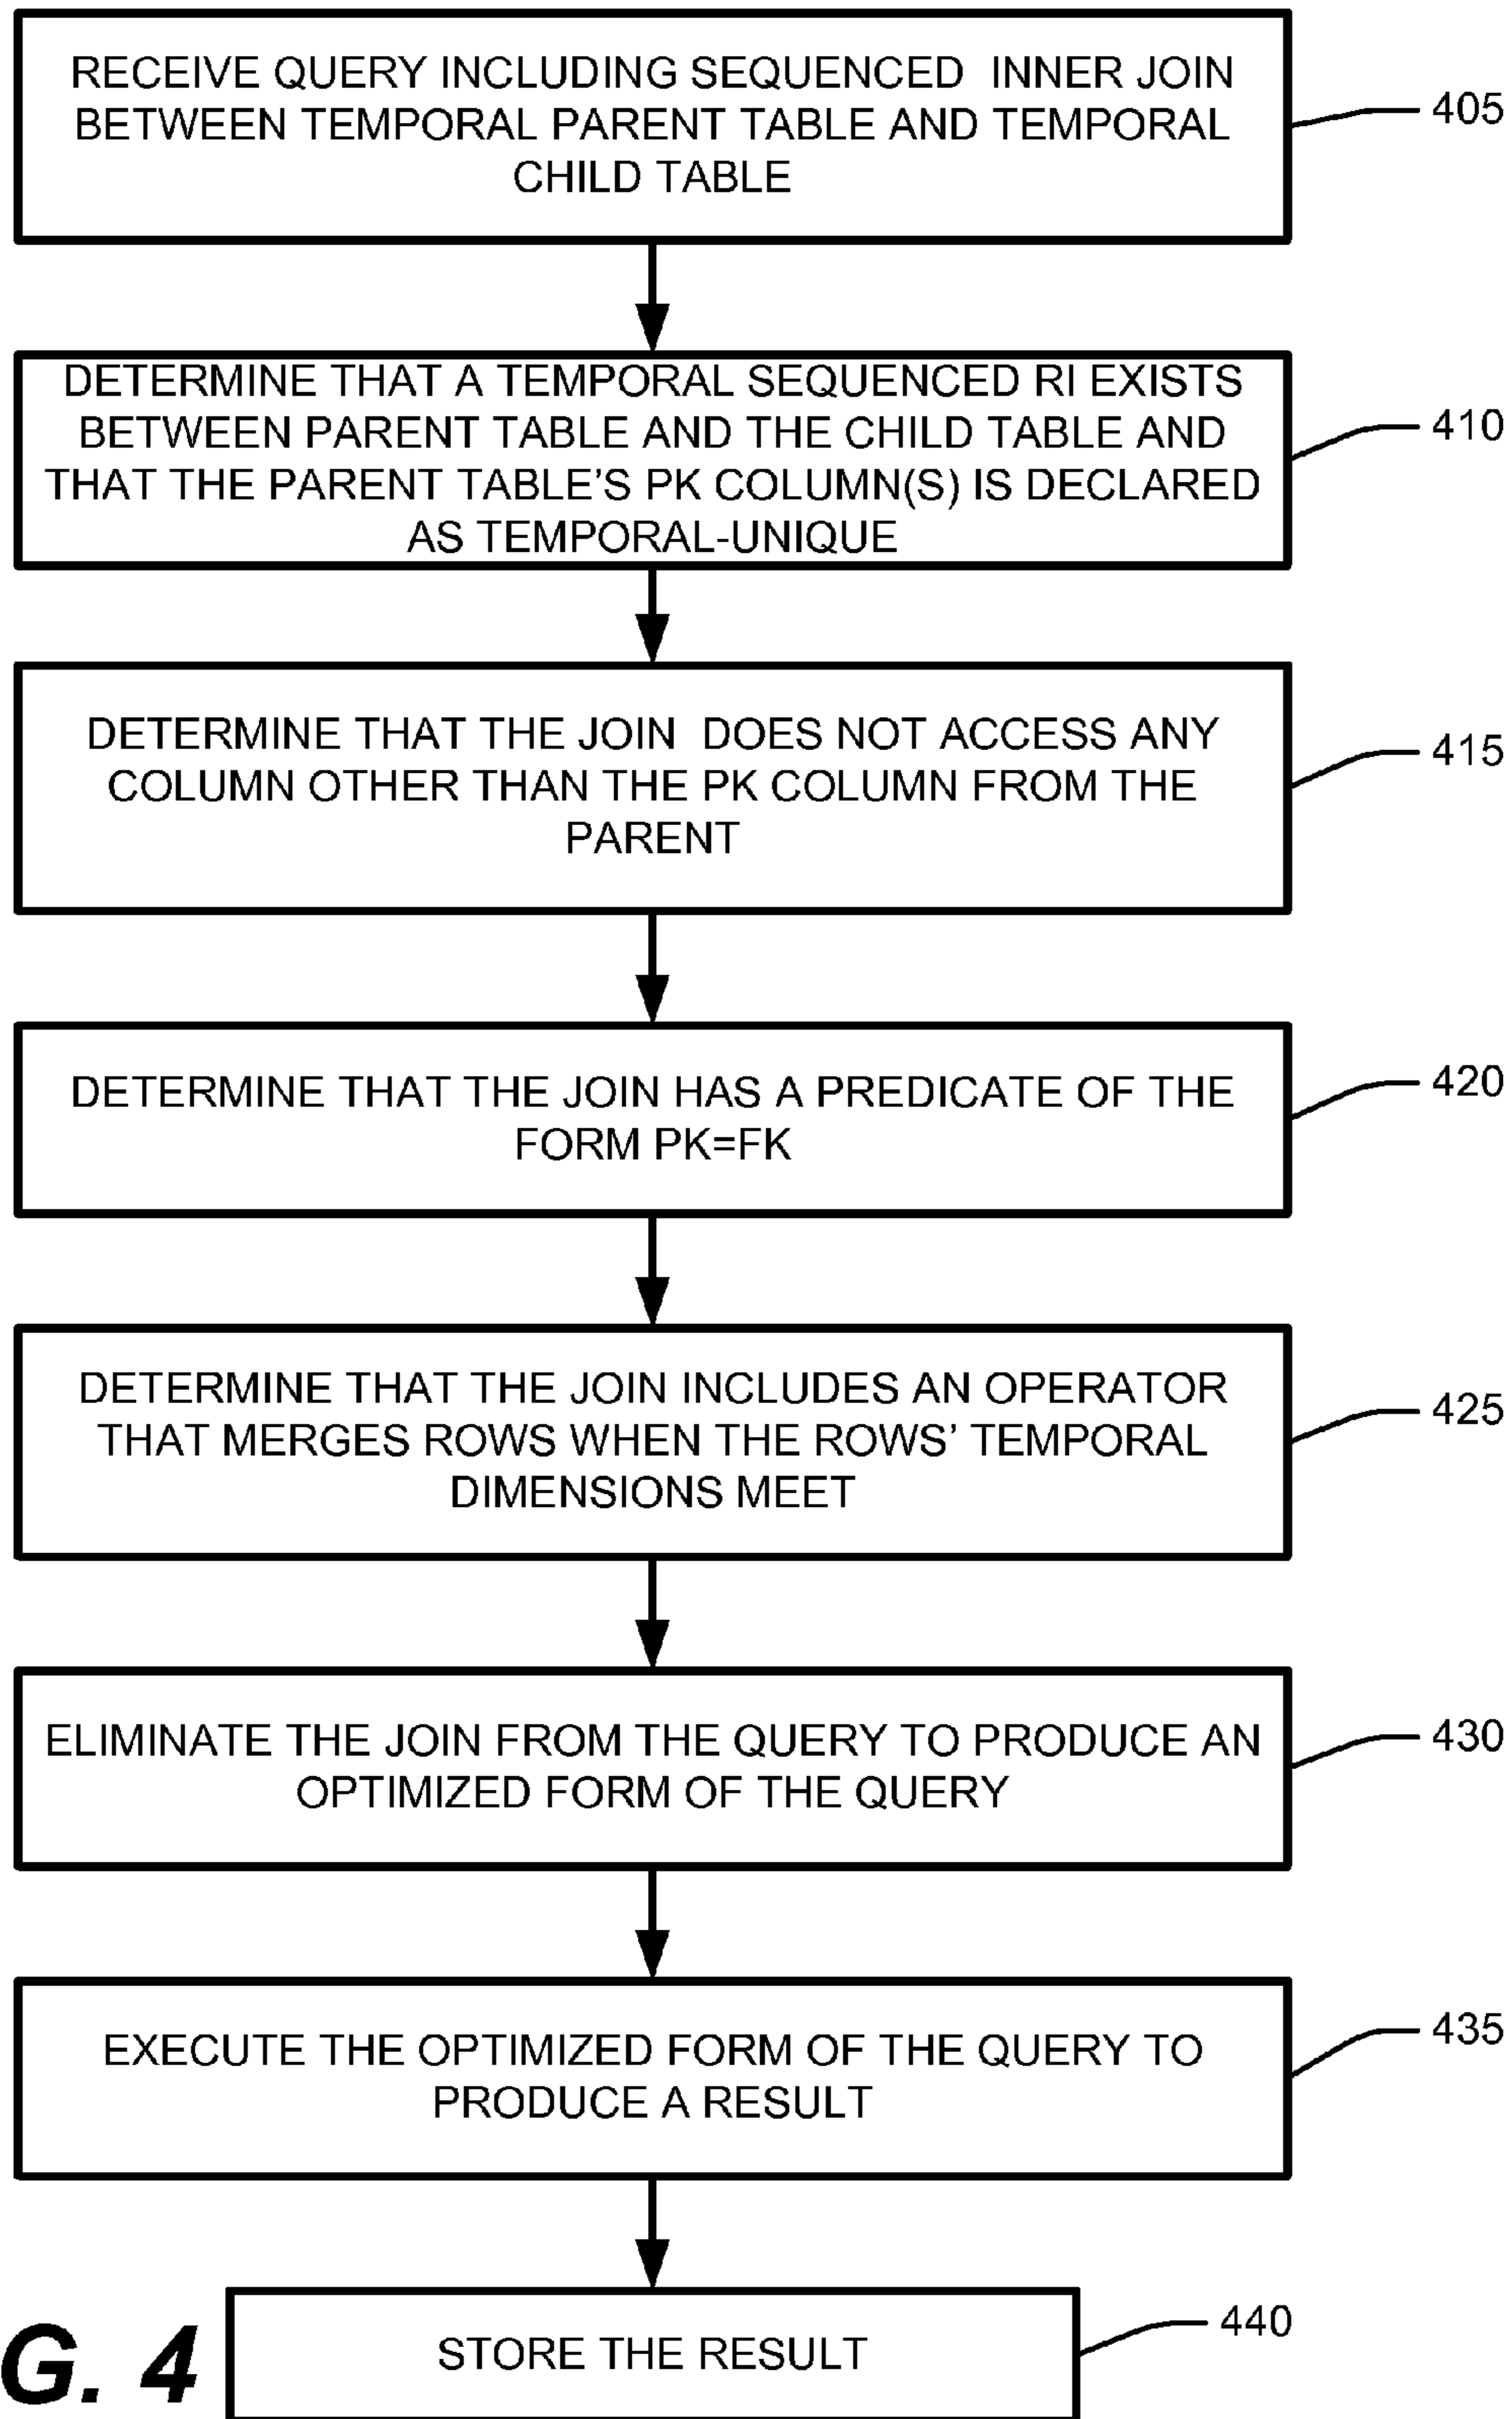 RECEIVE QUERY INCLUDING SEQUENCED INNER JOIN
BETWEEN TEMPORAL PARENT TABLE AND TEMPORAL
CHILD TABLE
405
DETERMINE THAT A TEMPORAL SEQUENCED RI EXISTS
BETWEEN PARENT TABLE AND THE CHILD TABLE AND
THAT THE PARENT TABLE'S PK COLUMN(S) IS DECLARED
AS TEMPORAL-UNIQUE
410
DETERMINE THAT THE JOIN DOES NOT ACCESS ANY
COLUMN OTHER THAN THE PK COLUMN FROM THE
PARENT
415
DETERMINE THAT THE JOIN HAS A PREDICATE OF THE
FORM PK=FK
420
DETERMINE THAT THE JOIN INCLUDES AN OPERATOR
THAT MERGES ROWS WHEN THE ROWS' TEMPORAL
DIMENSIONS MEET
425
ELIMINATE THE JOIN FROM THE QUERY TO PRODUCE AN
OPTIMIZED FORM OF THE QUERY
430
EXECUTE THE OPTIMIZED FORM OF THE QUERY TO
PRODUCE A RESULT
435
STORE THE RESULT
440
G. 4